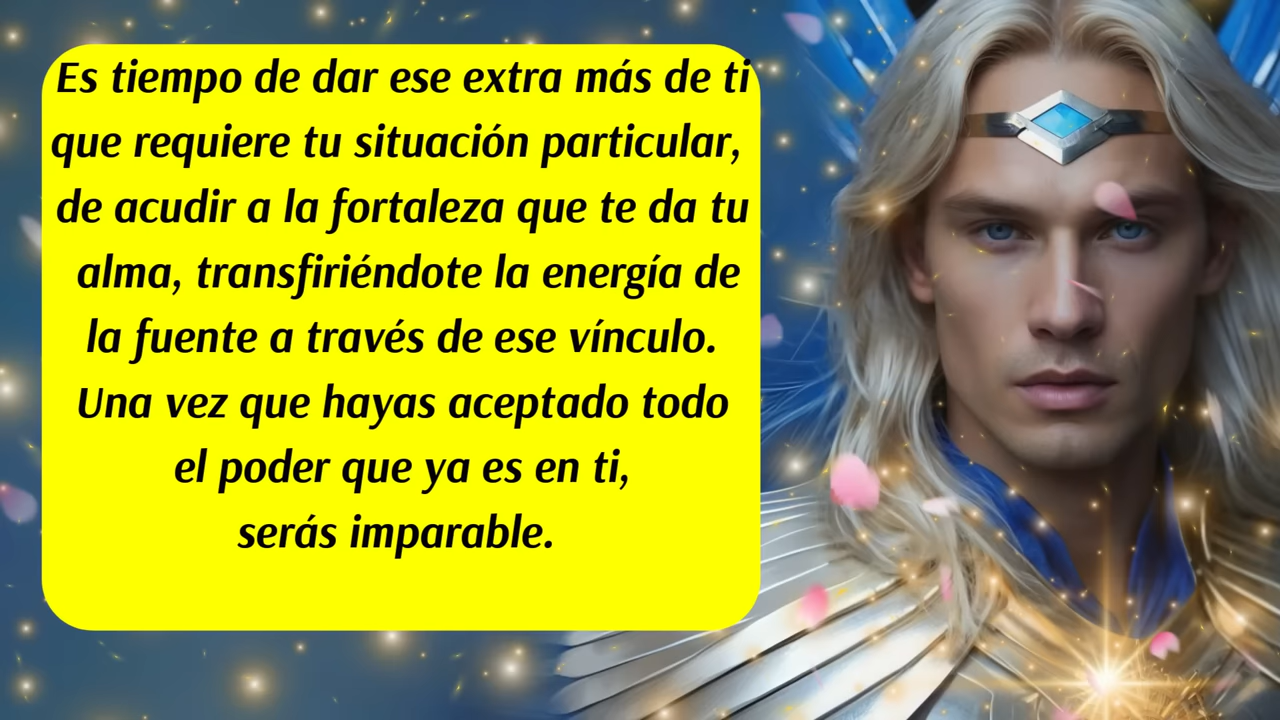 Es tiempo de dar ese extra más de ti
que requiere tu situación particular,
de acudir a la fortaleza que te da tu
alma, transfiriéndote la energía de
la fuente a través de ese vínculo.
Una vez que hayas aceptado todo
el poder que ya es en ti,
serás imparable.